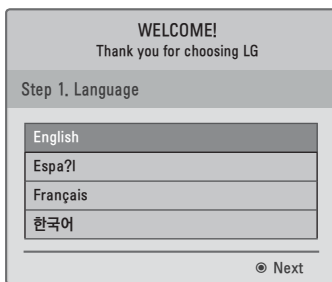 WELCOME!
Thank you for choosing LG
Step 1. Language
English
Espa?l
Français
한국어
◉ Next